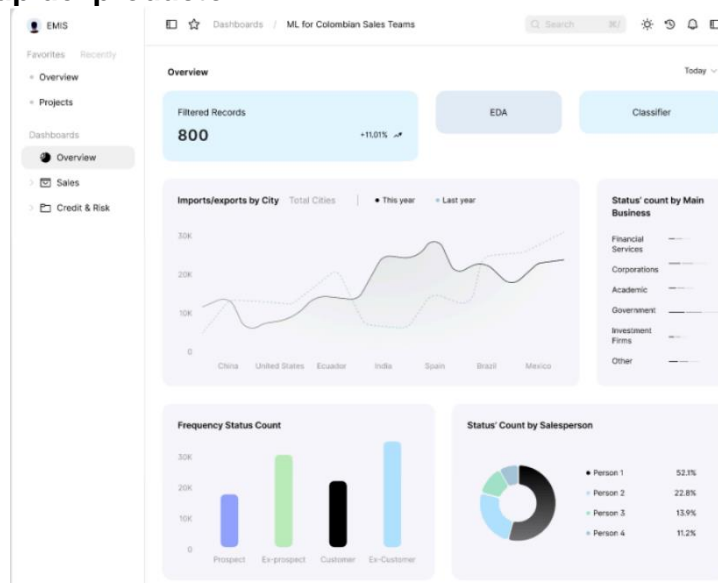 EMIS
Dashboards / ML for Colombian Sales Teams
Search
Favorites Recently
Overview
Projects
Dashboards
Overview
Sales
Credit & Risk
Overview
Today
Filtered Records
800
+11.01%
EDA
Classifier
Imports/exports by City Total Cities | This year Last year
30K
20K
10K
0
China United States Ecuador India Spain Brazil Mexico
Status' count by Main
Business
Financial
Services
Corporations
Academic
Government
Investment
Firms
Other
Frequency Status Count
30K
20K
10K
0
Prospect Ex-prospect Customer Ex-Customer
Status' Count by Salesperson
Person 1 52.1%
Person 2 22.8%
Person 3 13.9%
Person 4 11.2%